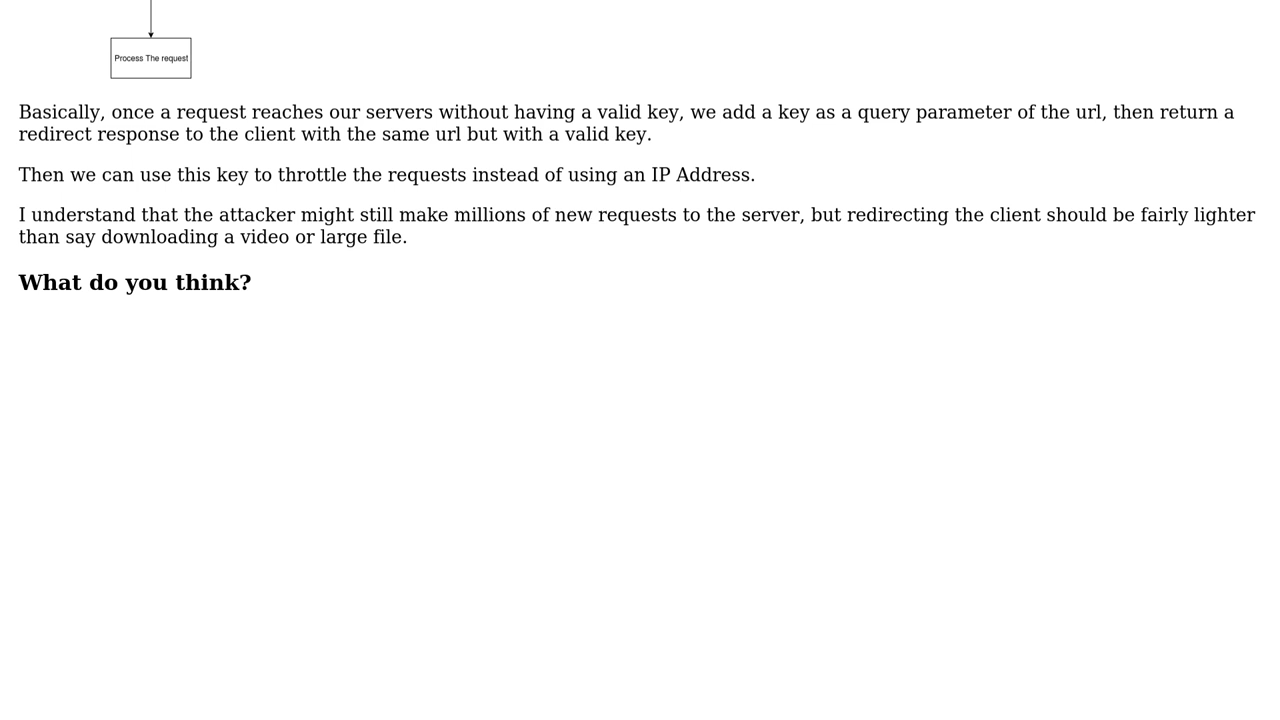 Process The request
Basically, once a request reaches our servers without having a valid key, we add a key as a query parameter of the url, then return a
redirect response to the client with the same url but with a valid key.
Then we can use this key to throttle the requests instead of using an IP Address.
I understand that the attacker might still make millions of new requests to the server, but redirecting the client should be fairly lighter
than say downloading a video or large file.
What do you think?